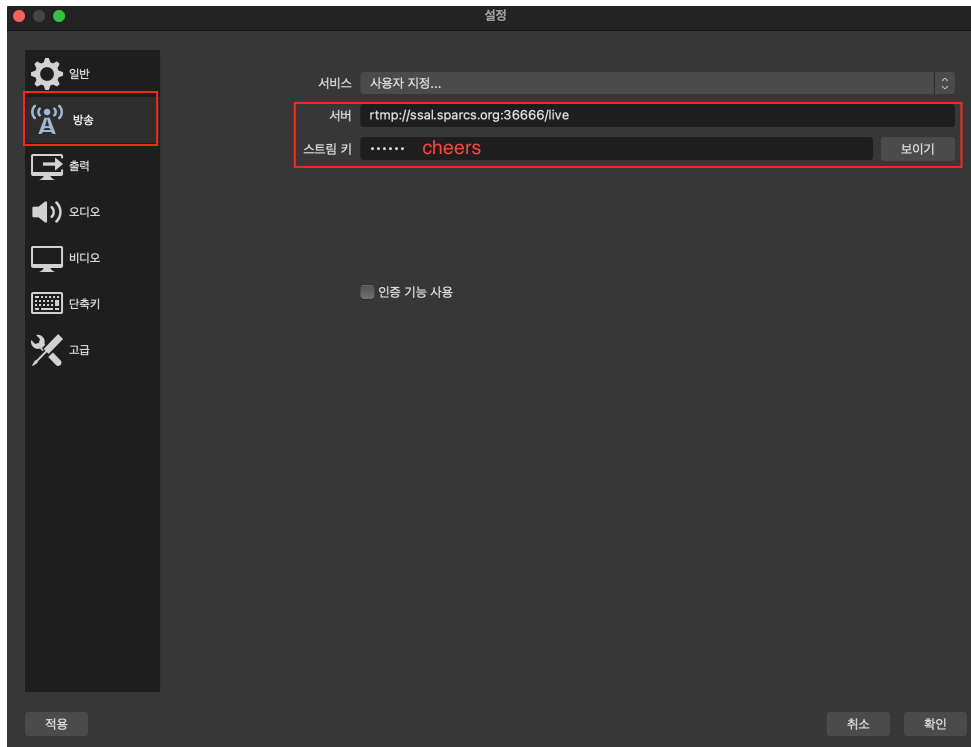 설정
일반
방송
출력
오디오
비디오
단축키
고급
서비스 사용자 지정...
서버 rtmp://ssal.sparcs.org:36666/live
스트림 키 •••••• cheers 보이기
인증 기능 사용
적용 취소 확인